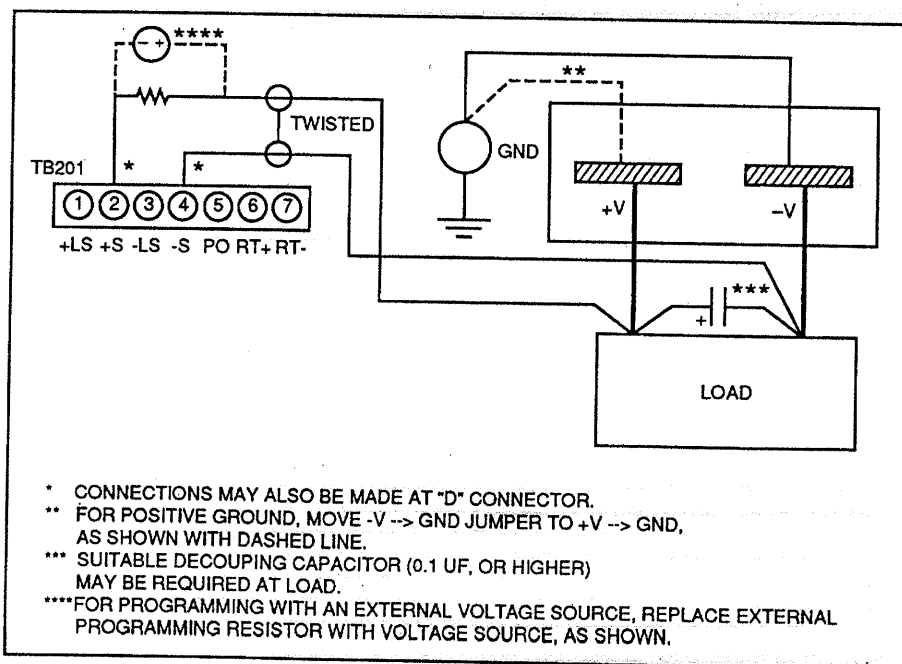 - +
****
**
TWISTED
GND
TB201
*
*
1 2 3 4 5 6 7
+V
-V
+LS +S -LS -S PO RT+ RT-
***
+
LOAD
* CONNECTIONS MAY ALSO BE MADE AT "D" CONNECTOR.
** FOR POSITIVE GROUND, MOVE -V --> GND JUMPER TO +V --> GND,
AS SHOWN WITH DASHED LINE.
*** SUITABLE DECOUPING CAPACITOR (0.1 UF, OR HIGHER)
MAY BE REQUIRED AT LOAD.
****FOR PROGRAMMING WITH AN EXTERNAL VOLTAGE SOURCE, REPLACE EXTERNAL
PROGRAMMING RESISTOR WITH VOLTAGE SOURCE, AS SHOWN.